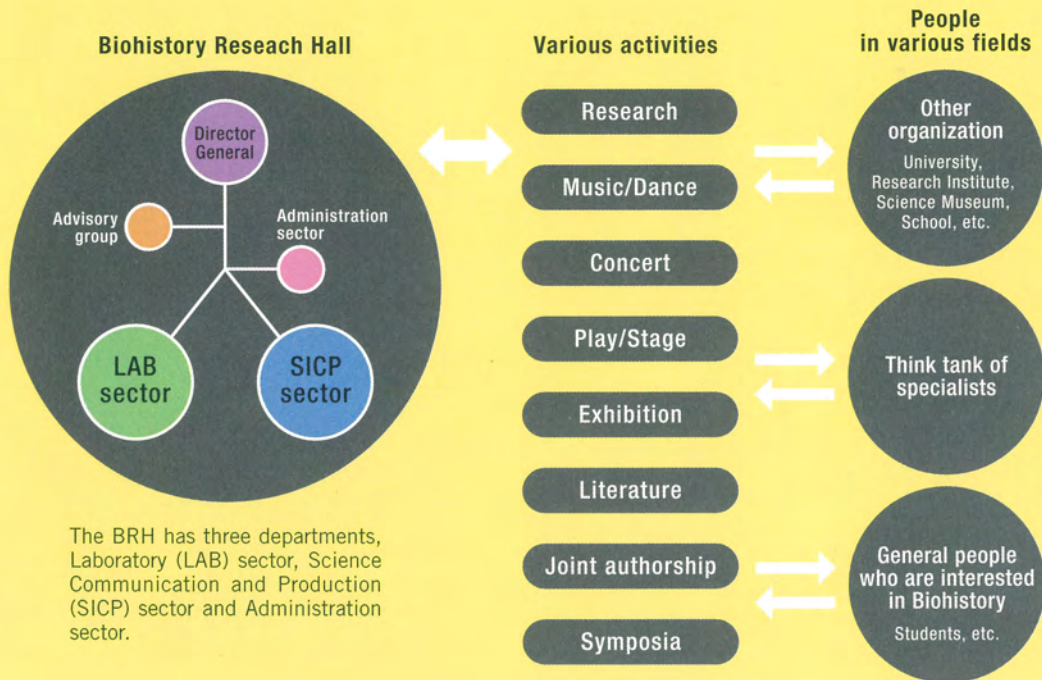 Biohistory Reseach Hall
Director
General
Advisory
group
Administration
sector
LAB
sector
SICP
sector
The BRH has three departments,
Laboratory (LAB) sector, Science
Communication and Production
(SICP) sector and Administration
sector.
Various activities
Research
Music/Dance
Concert
Play/Stage
Exhibition
Literature
Joint authorship
Symposia
People
in various fields
Other
organization
University,
Research Institute,
Science Museum,
School, etc.
Think tank of
specialists
General people
who are interested
in Biohistory
Students, etc.